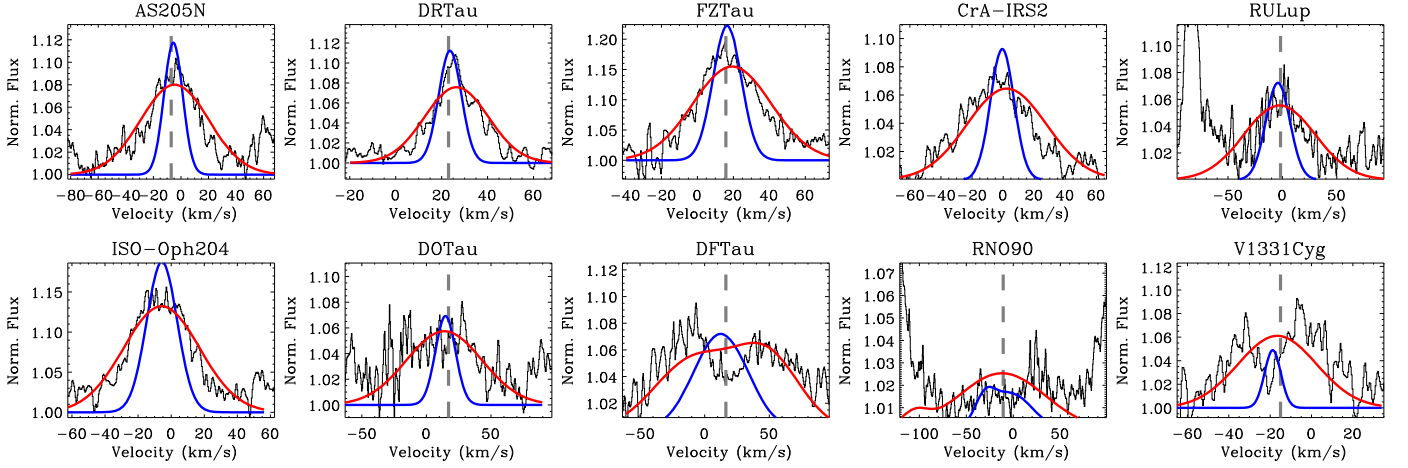 AS205N DRTau FZTau CrA-IRS2 RULup
Norm. Flux 1.12 1.10 1.08 1.06 1.04 1.02 1.00
Norm. Flux 1.12 1.10 1.08 1.06 1.04 1.02 1.00
Norm. Flux 1.20 1.15 1.10 1.05 1.00
Norm. Flux 1.10 1.08 1.06 1.04 1.02
Norm. Flux 1.10 1.08 1.06 1.04 1.02
−80 −60 −40 −20 0 20 40 60
−20 0 20 40 60
−40 −20 0 20 40 60
−60 −40 −20 0 20 40 60
−50 0 50
Velocity (km/s) Velocity (km/s) Velocity (km/s) Velocity (km/s) Velocity (km/s)
ISO-Oph204 DOTau DFTau RNO90 V1331Cyg
Norm. Flux 1.15 1.10 1.05 1.00
Norm. Flux 1.10 1.08 1.06 1.04 1.02 1.00
Norm. Flux 1.12 1.10 1.08 1.06 1.04 1.02
Norm. Flux 1.07 1.06 1.05 1.04 1.03 1.02 1.01
Norm. Flux 1.12 1.10 1.08 1.06 1.04 1.02 1.00
−60 −40 −20 0 20 40 60
−50 0 50
−50 0 50
−100 −50 0 50
−60 −40 −20 0 20
Velocity (km/s) Velocity (km/s) Velocity (km/s) Velocity (km/s) Velocity (km/s)